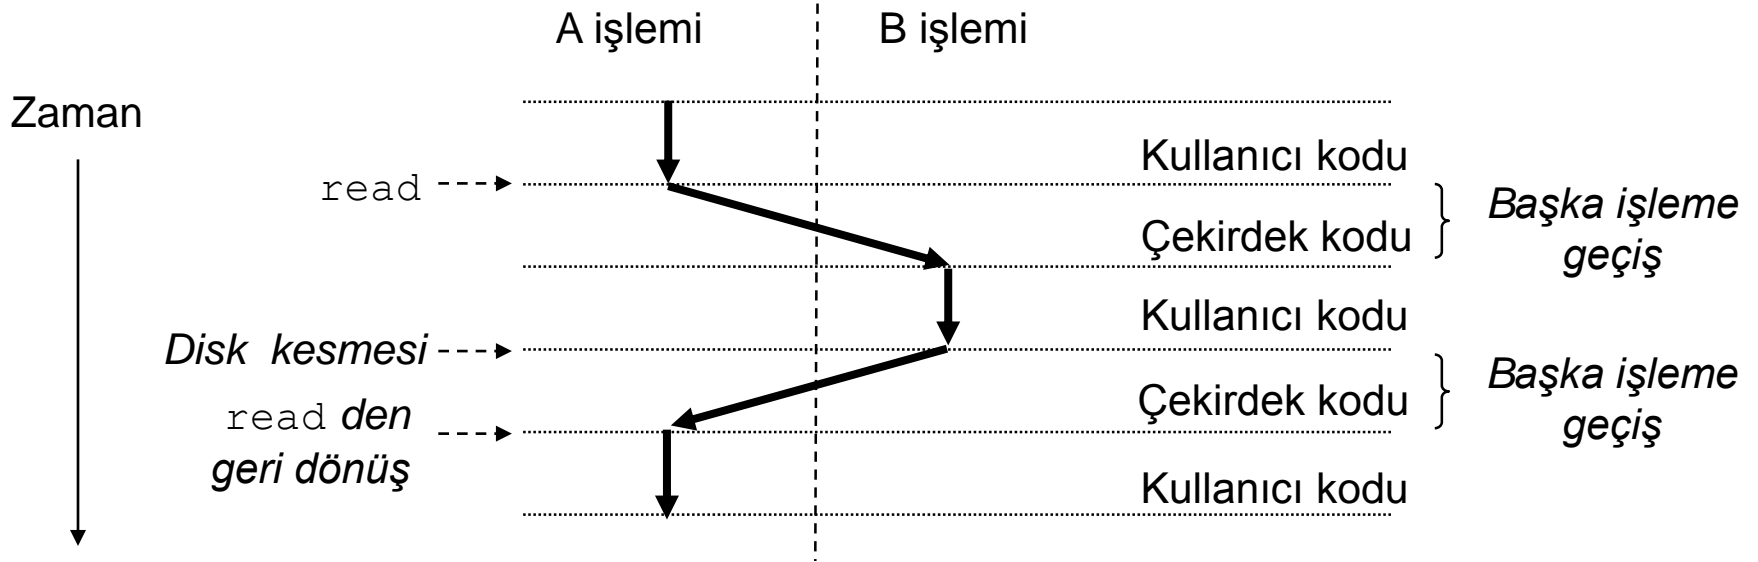 A işlemi
B işlemi
Zaman
Kullanıcı kodu
read
Çekirdek kodu
Başka işleme
geçiş
Kullanıcı kodu
Disk kesmesi
Çekirdek kodu
Başka işleme
geçiş
read den
geri dönüş
Kullanıcı kodu